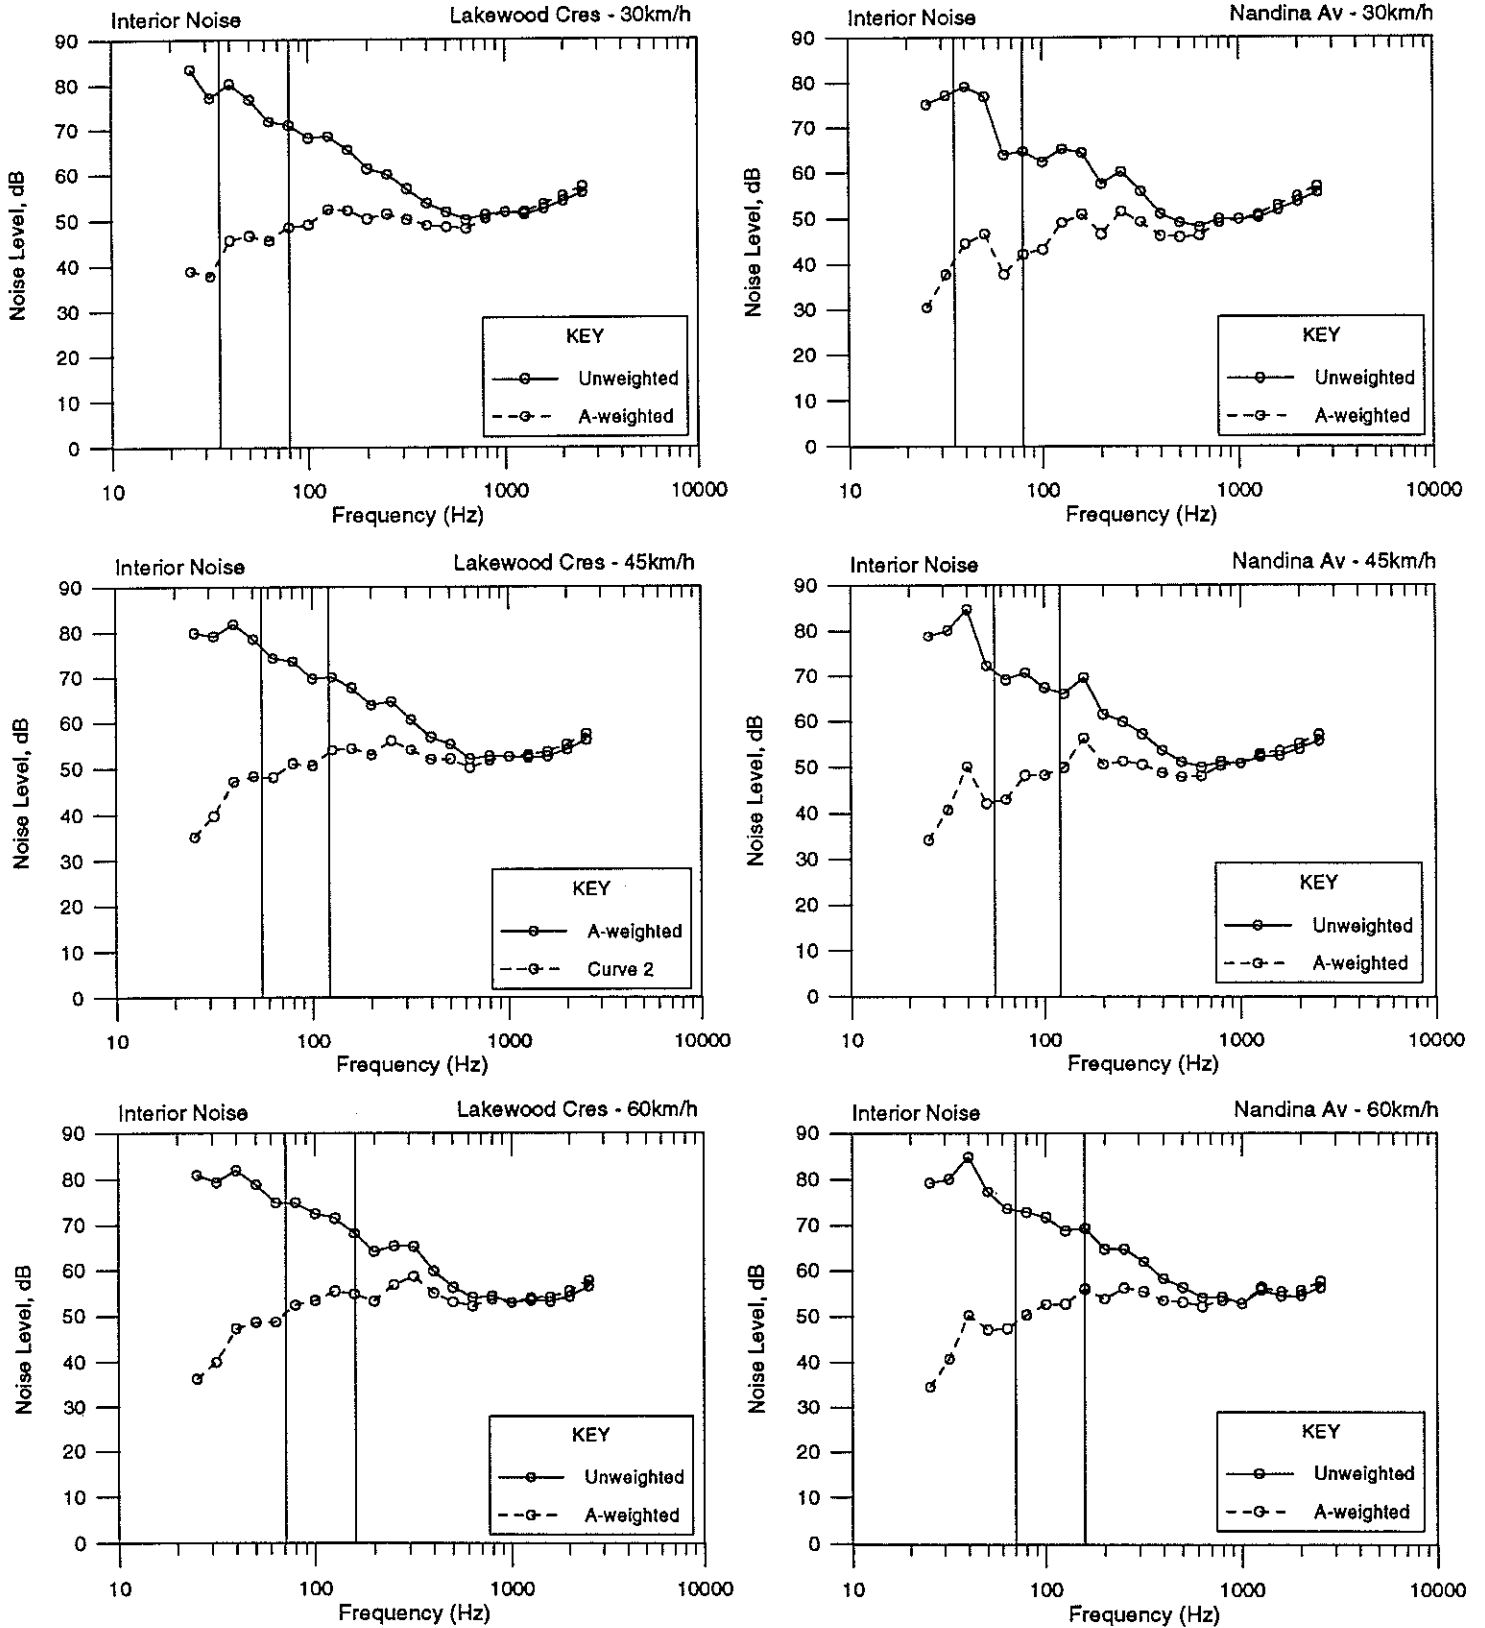 Interior Noise
Lakewood Cres - 30km/h
90
80
70
60
50
40
30
20
10
0
Noise Level, dB
KEY
Unweighted
A-weighted
10
100
1000
10000
Frequency (Hz)
Interior Noise
Nandina Av - 30km/h
90
80
70
60
50
40
30
20
10
0
Noise Level, dB
KEY
Unweighted
A-weighted
10
100
1000
10000
Frequency (Hz)
Interior Noise
Lakewood Cres - 45km/h
90
80
70
60
50
40
30
20
10
0
Noise Level, dB
KEY
A-weighted
Curve 2
10
100
1000
10000
Frequency (Hz)
Interior Noise
Nandina Av - 45km/h
90
80
70
60
50
40
30
20
10
0
Noise Level, dB
KEY
Unweighted
A-weighted
10
100
1000
10000
Frequency (Hz)
Interior Noise
Lakewood Cres - 60km/h
90
80
70
60
50
40
30
20
10
0
Noise Level, dB
KEY
Unweighted
A-weighted
10
100
1000
10000
Frequency (Hz)
Interior Noise
Nandina Av - 60km/h
90
80
70
60
50
40
30
20
10
0
Noise Level, dB
KEY
Unweighted
A-weighted
10
100
1000
10000
Frequency (Hz)